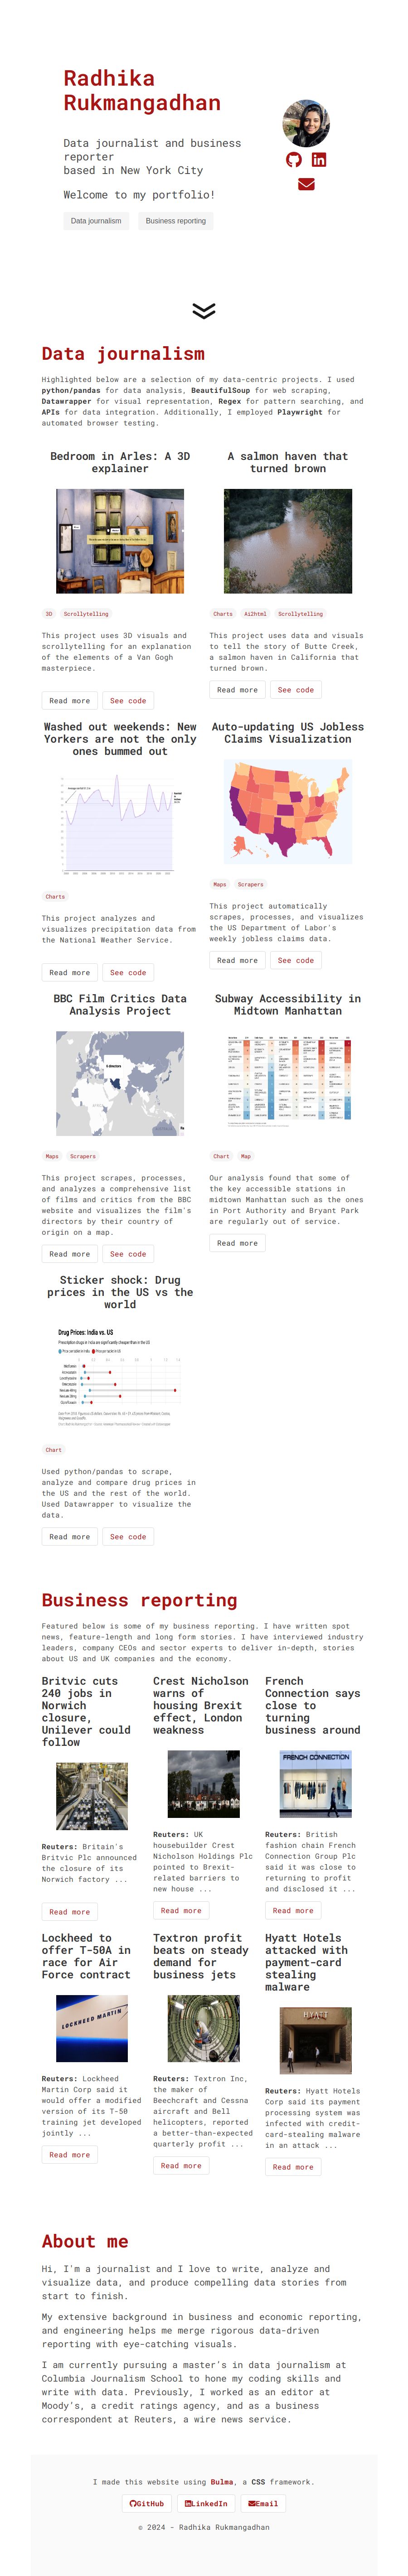 Radhika
Rukmangadhan
Data journalist and business
reporter
based in New York City
Welcome to my portfolio!
Data journalism
Business reporting
Data journalism
Highlighted below are a selection of my data-centric projects. I used
python/pandas for data analysis, BeautifulSoup for web scraping,
Datawrapper for visual representation, Regex for pattern searching, and
APIs for data integration. Additionally, I employed Playwright for
automated browser testing.
Bedroom in Arles: A 3D
explainer
3D
Scrollytelling
This project uses 3D visuals and
scrollytelling for an explanation
of the elements of a Van Gogh
masterpiece.
Read more
See code
A salmon haven that
turned brown
Charts
Ai2html
Scrollytelling
This project uses data and visuals
to tell the story of Butte Creek,
a salmon haven in California that
turned brown.
Read more
See code
Washed out weekends: New
Yorkers are not the only
ones bummed out
Charts
This project analyzes and
visualizes precipitation data from
the National Weather Service.
Read more
See code
Auto-updating US Jobless
Claims Visualization
Maps
Scrapers
This project automatically
scrapes, processes, and visualizes
the US Department of Labor's
weekly jobless claims data.
Read more
See code
BBC Film Critics Data
Analysis Project
Maps
Scrapers
This project scrapes, processes,
and analyzes a comprehensive list
of films and critics from the BBC
website and visualizes the film's
directors by their country of
origin on a map.
Read more
See code
Subway Accessibility in
Midtown Manhattan
Chart
Map
Our analysis found that some of
the key accessible stations in
midtown Manhattan such as the ones
in Port Authority and Bryant Park
are regularly out of service.
Read more
Sticker shock: Drug
prices in the US vs the
world
Drug Prices: India vs. US
Chart
Used python/pandas to scrape,
analyze and compare drug prices in
the US and the rest of the world.
Used Datawrapper to visualize the
data.
Read more
See code
Business reporting
Featured below is some of my business reporting. I have written spot
news, feature-length and long form stories. I have interviewed industry
leaders, company CEOs and sector experts to deliver in-depth, stories
about US and UK companies and the economy.
Britvic cuts
240 jobs in
Norwich
closure,
Unilever could
follow
Reuters: Britain's
Britvic Plc announced
the closure of its
Norwich factory ...
Read more
Crest Nicholson
warns of
housing Brexit
effect, London
weakness
Reuters: UK
housebuilder Crest
Nicholson Holdings Plc
pointed to Brexit-
related barriers to
new house ...
Read more
French
Connection says
close to
turning
business around
FRENCH CONNECTION
Reuters: British
fashion chain French
Connection Group Plc
said it was close to
returning to profit
and disclosed it ...
Read more
Lockheed to
offer T-50A in
race for Air
Force contract
LOCKHEED MARTIN
Reuters: Lockheed
Martin Corp said it
would offer a modified
version of its T-50
training jet developed
jointly ...
Read more
Textron profit
beats on steady
demand for
business jets
Reuters: Textron Inc,
the maker of
Beechcraft and Cessna
aircraft and Bell
helicopters, reported
a better-than-expected
quarterly profit ...
Read more
Hyatt Hotels
attacked with
payment-card
stealing
malware
HYATT
Reuters: Hyatt Hotels
Corp said its payment
processing system was
infected with credit-
card-stealing malware
in an attack ...
Read more
About me
Hi, I'm a journalist and I love to write, analyze and
visualize data, and produce compelling data stories from
start to finish.
My extensive background in business and economic reporting,
and engineering helps me merge rigorous data-driven
reporting with eye-catching visuals.
I am currently pursuing a master's in data journalism at
Columbia Journalism School to hone my coding skills and
write with data. Previously, I worked as an editor at
Moody's, a credit ratings agency, and as a business
correspondent at Reuters, a wire news service.
I made this website using Bulma, a CSS framework.
GitHub
LinkedIn
Email
© 2024 - Radhika Rukmangadhan